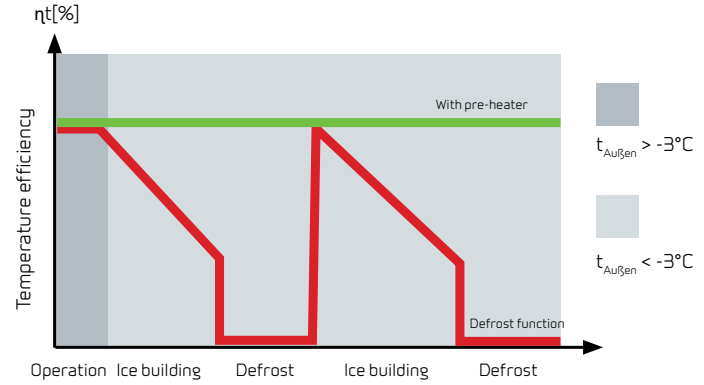 ηt[%]
Temperature efficiency
With pre-heater
Defrost function
Operation Ice building Defrost Ice building Defrost
t_Außen > -3°C
t_Außen < -3°C